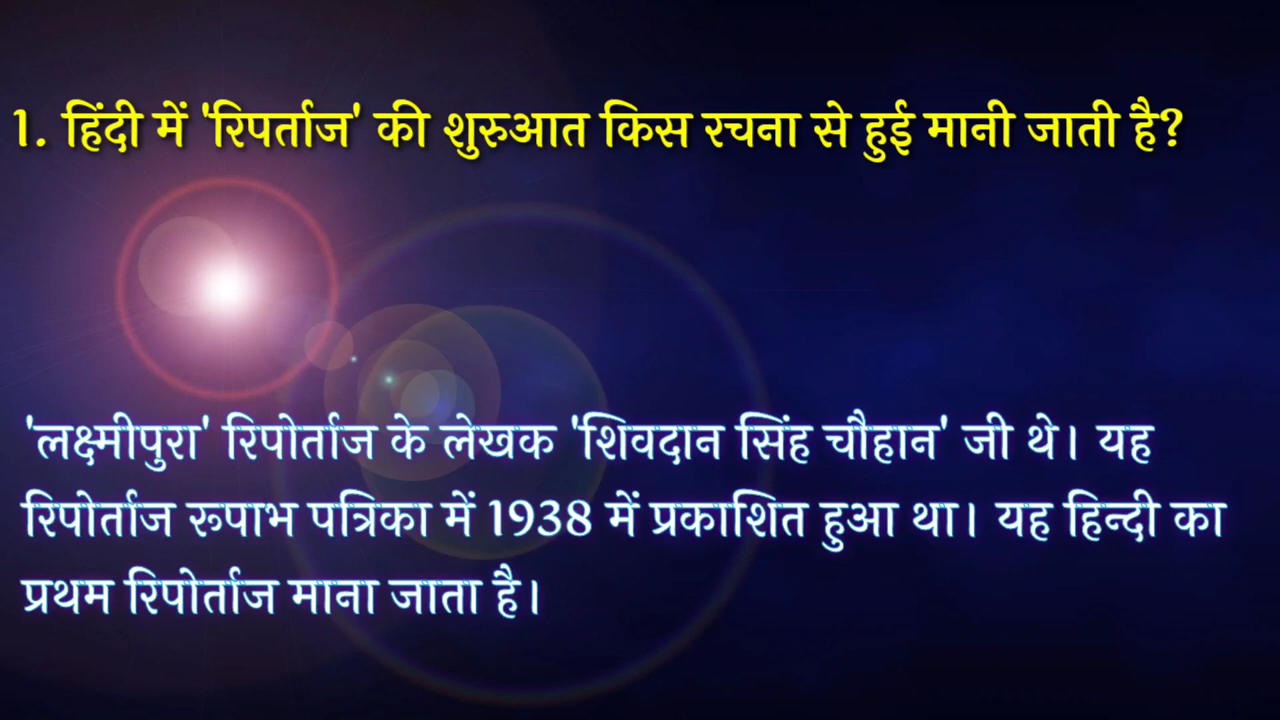 1. हिंदी में 'रिपर्ताज' की शुरुआत किस रचना से हुई मानी जाती है?
'लक्ष्मीपुरा' रिपोर्ताज के लेखक 'शिवदान सिंह चौहान' जी थे। यह
रिपोर्ताज रूपाभ पत्रिका में 1938 में प्रकाशित हुआ था। यह हिन्दी का
प्रथम रिपोर्ताज माना जाता है।